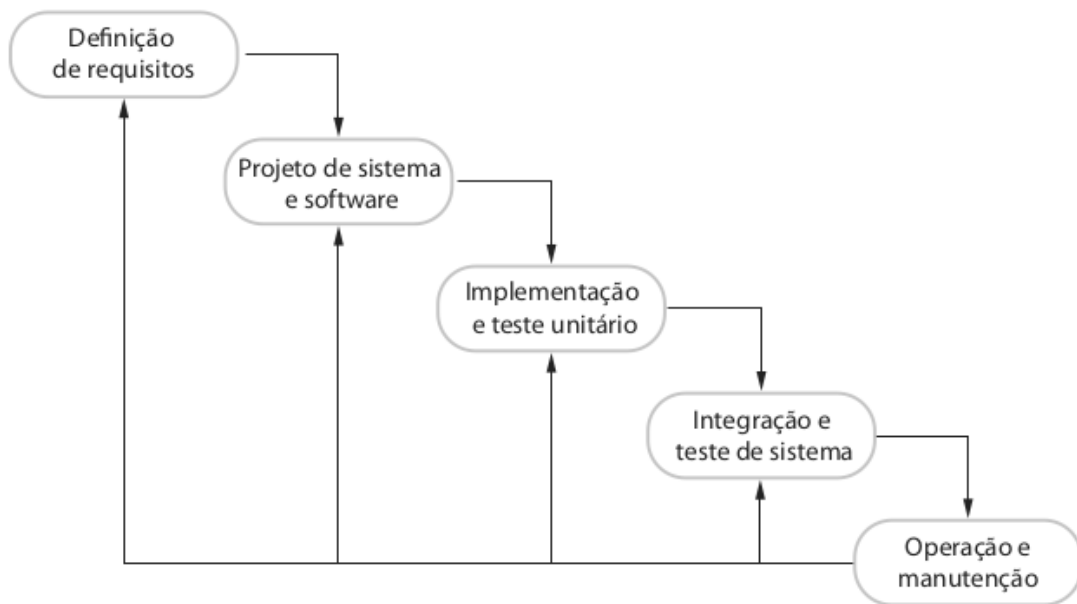 Definição
de requisitos
Projeto de sistema
e software
Implementação
e teste unitário
Integração e
teste de sistema
Operação e
manutenção